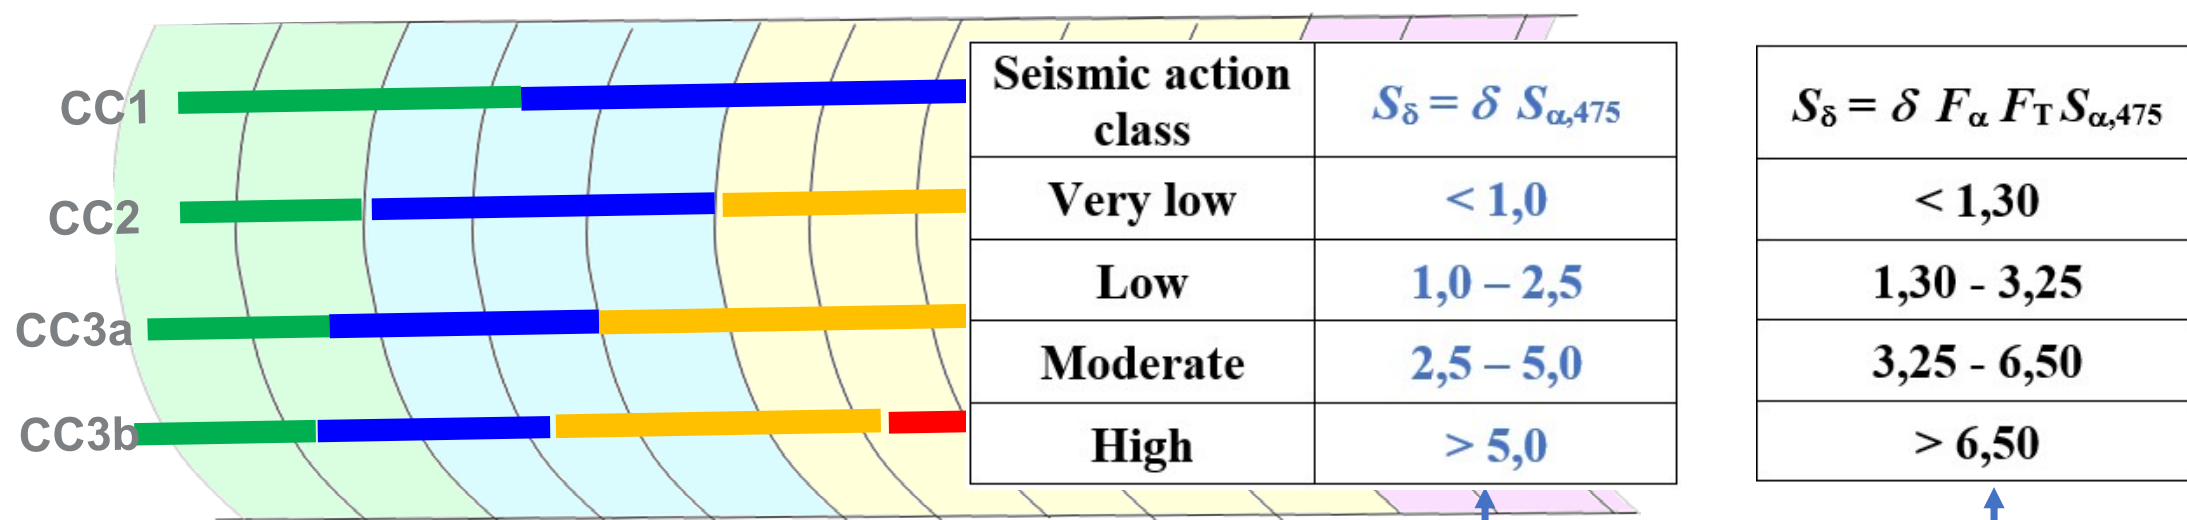 CC1
CC2
CC3a
CC3b
Seismic action class
Sδ = δ Sα,475
Very low
< 1,0
Low
1,0 – 2,5
Moderate
2,5 – 5,0
High
> 5,0
Sδ = δ Fα FT Sα,475
< 1,30
1,30 - 3,25
3,25 - 6,50
> 6,50